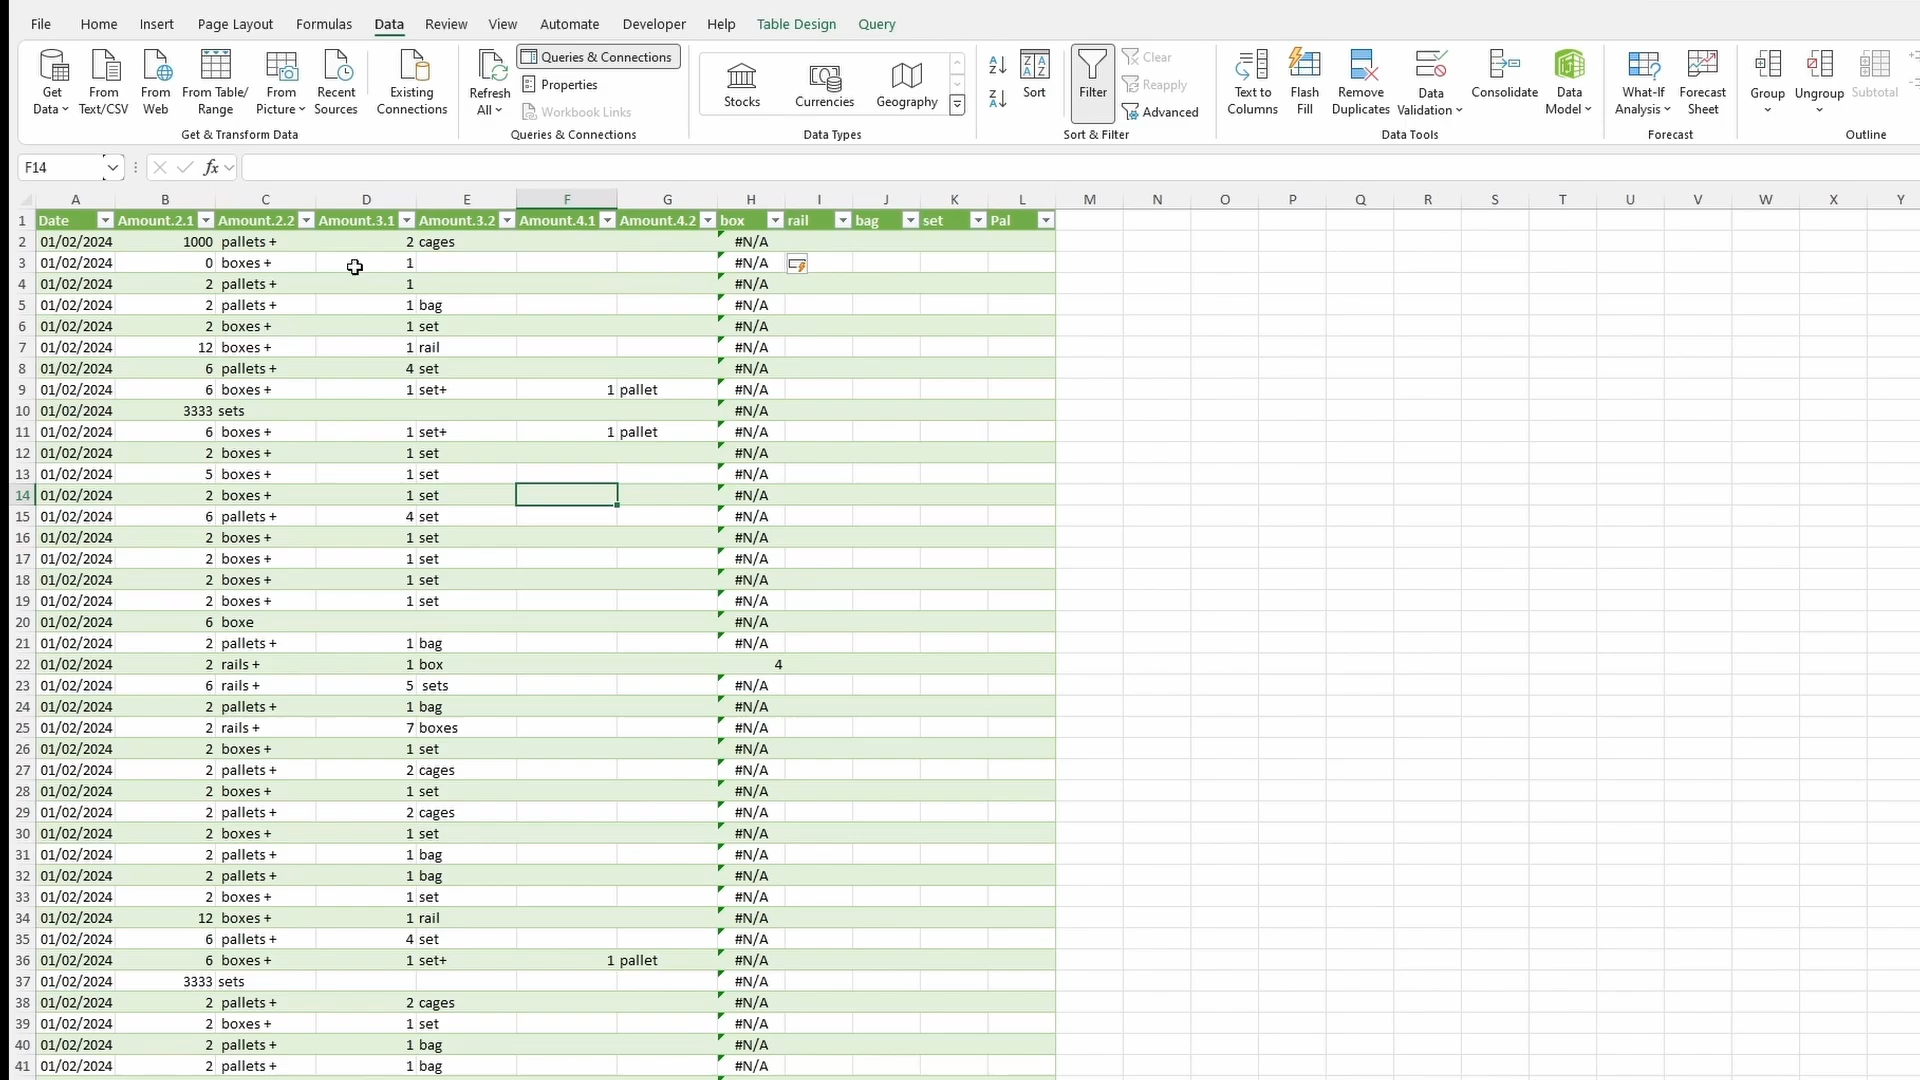 File Home Insert Page Layout Formulas Data Review View Automate Developer Help Table Design Query
Get Data From Text/CSV From Web From Table/ Range From Picture Recent Sources Existing Connections
Get & Transform Data
Refresh All Queries & Connections Properties Workbook Links
Queries & Connections
Stocks Currencies Geography
Data Types
Sort Filter Clear Reapply Advanced
Sort & Filter
Text to Columns Flash Fill Remove Duplicates Data Validation Consolidate Data Model
Data Tools
What-If Analysis Forecast Sheet
Forecast
Group Ungroup Subtotal
Outline
F14 fx
A B C D E F G H I J K L M N O P Q R S T U V W X Y
1 Date Amount.2.1 Amount.2.2 Amount.3.1 Amount.3.2 Amount.4.1 Amount.4.2 box rail bag set Pal
2 01/02/2024 1000 pallets + 2 cages #N/A
3 01/02/2024 0 boxes + 1 #N/A
4 01/02/2024 2 pallets + 1 #N/A
5 01/02/2024 2 pallets + 1 bag #N/A
6 01/02/2024 2 boxes + 1 set #N/A
7 01/02/2024 12 boxes + 1 rail #N/A
8 01/02/2024 6 pallets + 4 set #N/A
9 01/02/2024 6 boxes + 1 set+ 1 pallet #N/A
10 01/02/2024 3333 sets #N/A
11 01/02/2024 6 boxes + 1 set+ 1 pallet #N/A
12 01/02/2024 2 boxes + 1 set #N/A
13 01/02/2024 5 boxes + 1 set #N/A
14 01/02/2024 2 boxes + 1 set #N/A
15 01/02/2024 6 pallets + 4 set #N/A
16 01/02/2024 2 boxes + 1 set #N/A
17 01/02/2024 2 boxes + 1 set #N/A
18 01/02/2024 2 boxes + 1 set #N/A
19 01/02/2024 2 boxes + 1 set #N/A
20 01/02/2024 6 boxe #N/A
21 01/02/2024 2 pallets + 1 bag #N/A
22 01/02/2024 2 rails + 1 box 4
23 01/02/2024 6 rails + 5 sets #N/A
24 01/02/2024 2 pallets + 1 bag #N/A
25 01/02/2024 2 rails + 7 boxes #N/A
26 01/02/2024 2 boxes + 1 set #N/A
27 01/02/2024 2 pallets + 2 cages #N/A
28 01/02/2024 2 boxes + 1 set #N/A
29 01/02/2024 2 pallets + 2 cages #N/A
30 01/02/2024 2 boxes + 1 set #N/A
31 01/02/2024 2 pallets + 1 bag #N/A
32 01/02/2024 2 pallets + 1 bag #N/A
33 01/02/2024 2 boxes + 1 set #N/A
34 01/02/2024 12 boxes + 1 rail #N/A
35 01/02/2024 6 pallets + 4 set #N/A
36 01/02/2024 6 boxes + 1 set+ 1 pallet #N/A
37 01/02/2024 3333 sets #N/A
38 01/02/2024 2 pallets + 2 cages #N/A
39 01/02/2024 2 boxes + 1 set #N/A
40 01/02/2024 2 pallets + 1 bag #N/A
41 01/02/2024 2 pallets + 1 bag #N/A